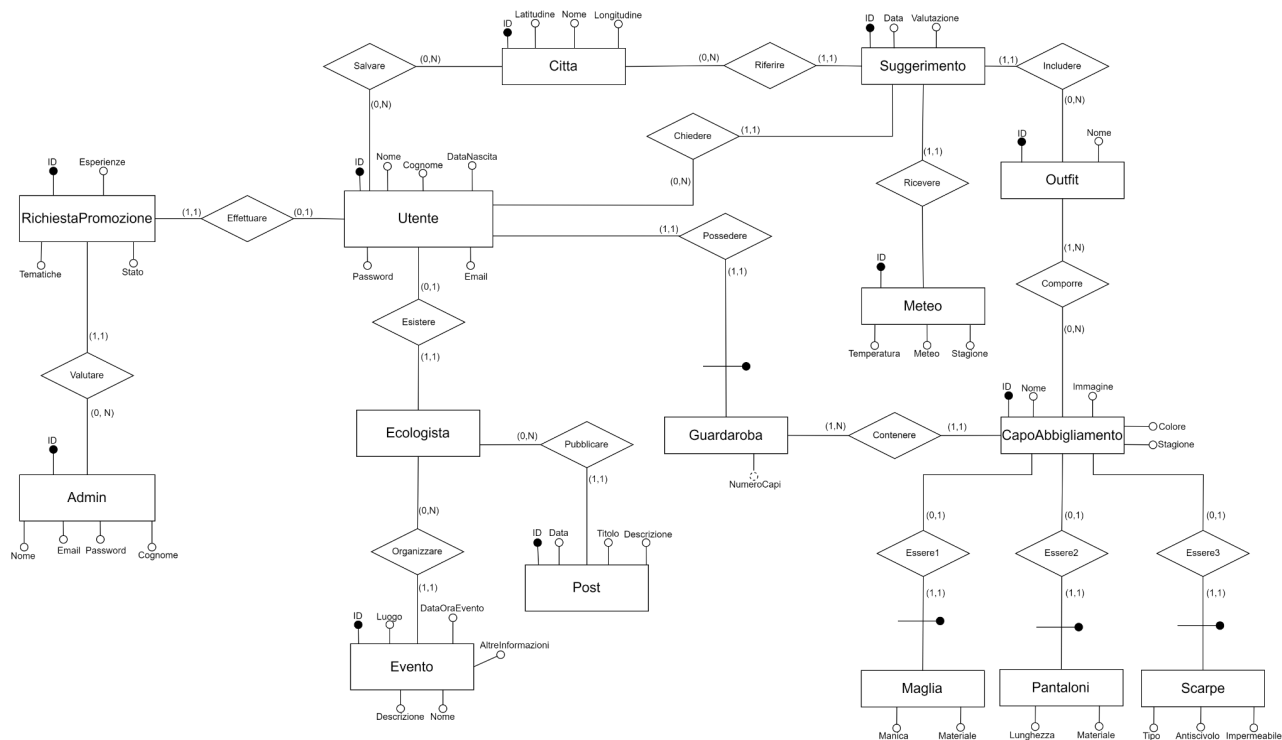 ID
Latitudine
Nome
Longitudine
Citta
Salvare
(0,N)
(0,N)
(0,N)
Riferire
(1,1)
ID
Data
Valutazione
Suggerimento
(1,1)
Includere
(0,N)
Chiedere
(1,1)
(0,N)
(1,1)
Ricevere
(1,1)
ID
Nome
Outfit
ID
Esperienze
RichiestaPromozione
Tematiche
Stato
(1,1)
Effettuare
(0,1)
ID
Nome
Cognome
DataNascita
Utente
Password
Email
(1,1)
Possedere
(1,1)
(0,1)
Esistere
(1,1)
ID
Meteo
Temperatura
Meteo
Stagione
(1,N)
Comporre
(0,N)
(1,1)
Valutare
(0, N)
ID
Admin
Nome
Email
Password
Cognome
Ecologista
(0,N)
Pubblicare
(1,1)
Guardaroba
NumeroCapi
(1,N)
Contenere
(1,1)
ID
Nome
Immagine
CapoAbbigliamento
Colore
Stagione
(0,N)
Organizzare
(1,1)
ID
Data
Titolo
Descrizione
Post
(0,1)
Essere1
(1,1)
(0,1)
Essere2
(1,1)
(0,1)
Essere3
(1,1)
ID
Luogo
DataOraEvento
AltreInformazioni
Evento
Descrizione
Nome
Maglia
Manica
Materiale
Pantaloni
Lunghezza
Materiale
Scarpe
Tipo
Antiscivolo
Impermeabile